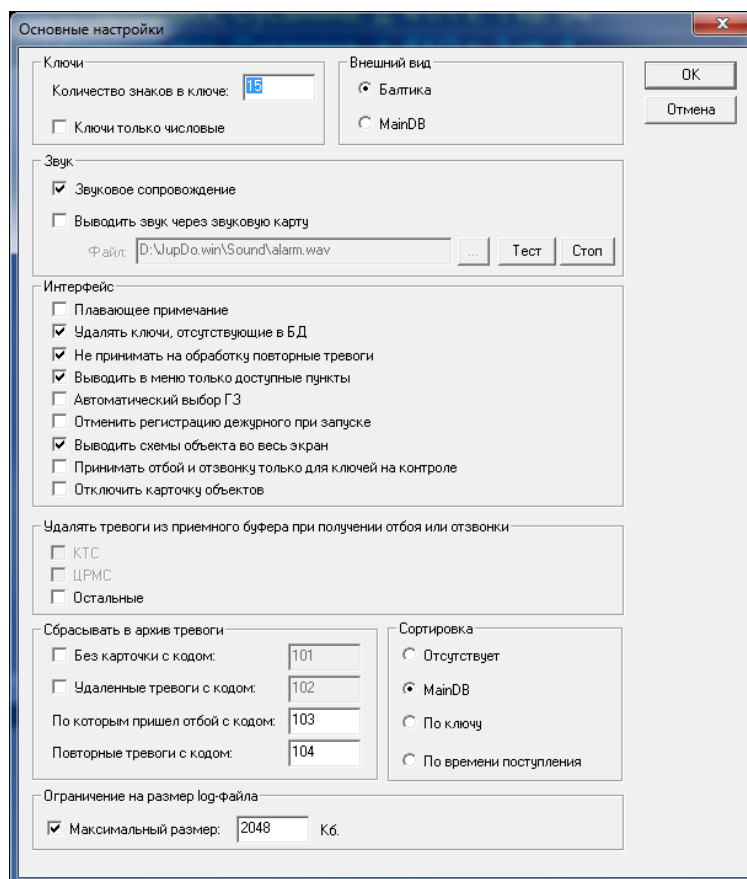 Основные настройки
Ключи
Количество знаков в ключе: 15
Ключи только числовые
Внешний вид
Балтика
MainDB
OK
Отмена
Звук
Звуковое сопровождение
Выводить звук через звуковую карту
Файл: D:\JupDo.win\Sound\alarm.wav ... Тест Стоп
Интерфейс
Плавающее примечание
Удалять ключи, отсутствующие в БД
Не принимать на обработку повторные тревоги
Выводить в меню только доступные пункты
Автоматический выбор ГЗ
Отменить регистрацию дежурного при запуске
Выводить схемы объекта во весь экран
Принимать отбой и отзвонку только для ключей на контроле
Отключить карточку объектов
Удалять тревоги из приемного буфера при получении отбоя или отзвонки
КТС
ЦРМС
Остальные
Сбрасывать в архив тревоги
Без карточки с кодом: 101
Удаленные тревоги с кодом: 102
По которым пришел отбой с кодом: 103
Повторные тревоги с кодом: 104
Сортировка
Отсутствует
MainDB
По ключу
По времени поступления
Ограничение на размер log-файла
Максимальный размер: 2048 Кб.